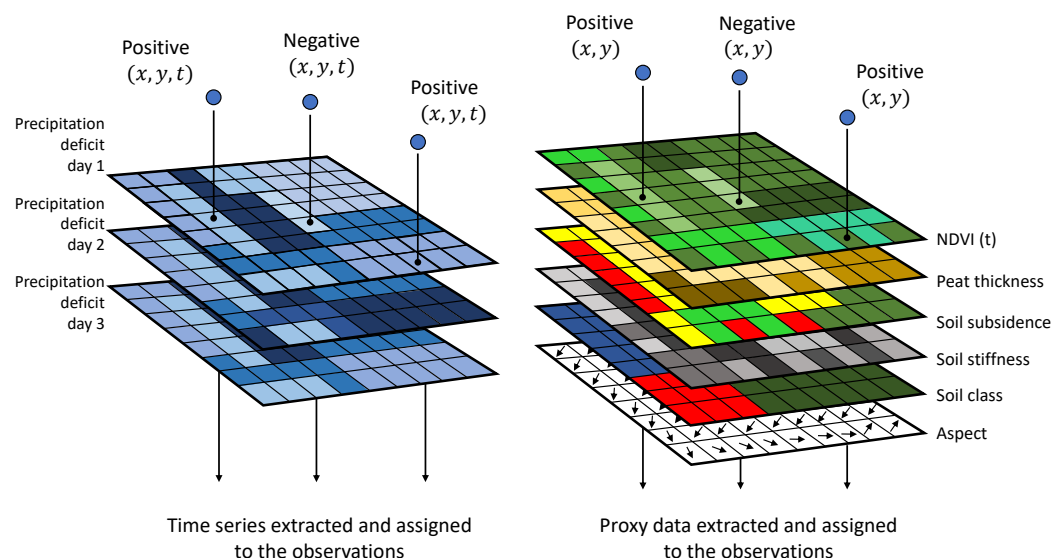 Positive
(x, y, t)
Negative
(x, y, t)
Positive
(x, y, t)
Precipitation
deficit
day 1
Precipitation
deficit
day 2
Precipitation
deficit
day 3
Time series extracted and assigned
to the observations
Positive
(x, y)
Negative
(x, y)
Positive
(x, y)
NDVI (t)
Peat thickness
Soil subsidence
Soil stiffness
Soil class
Aspect
Proxy data extracted and assigned
to the observations